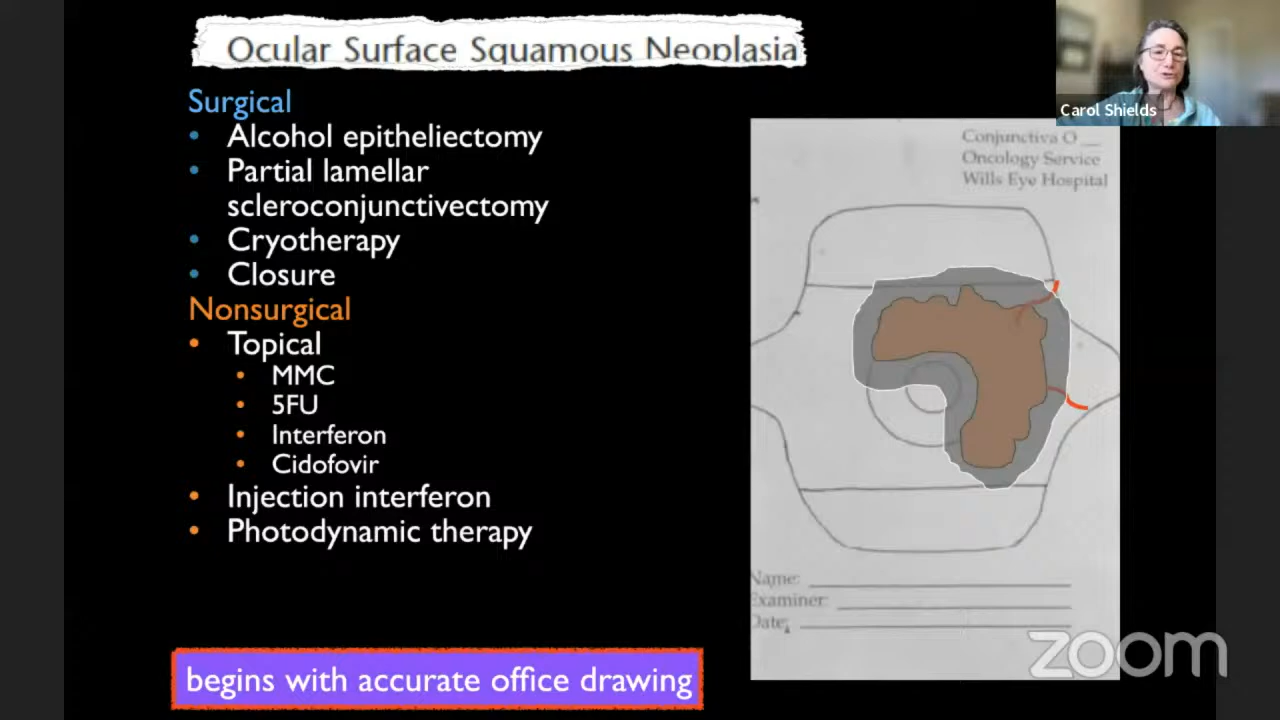 Ocular Surface Squamous Neoplasia
Surgical
• Alcohol epitheliectomy
• Partial lamellar
scleroconjunctivectomy
• Cryotherapy
• Closure
Nonsurgical
• Topical
• MMC
• 5FU
• Interferon
• Cidofovir
• Injection interferon
• Photodynamic therapy
begins with accurate office drawing
Carol Shields
Conjunctiva O __
Oncology Service
Wills Eye Hospital
Name:
Examiner:
Date:
zoom